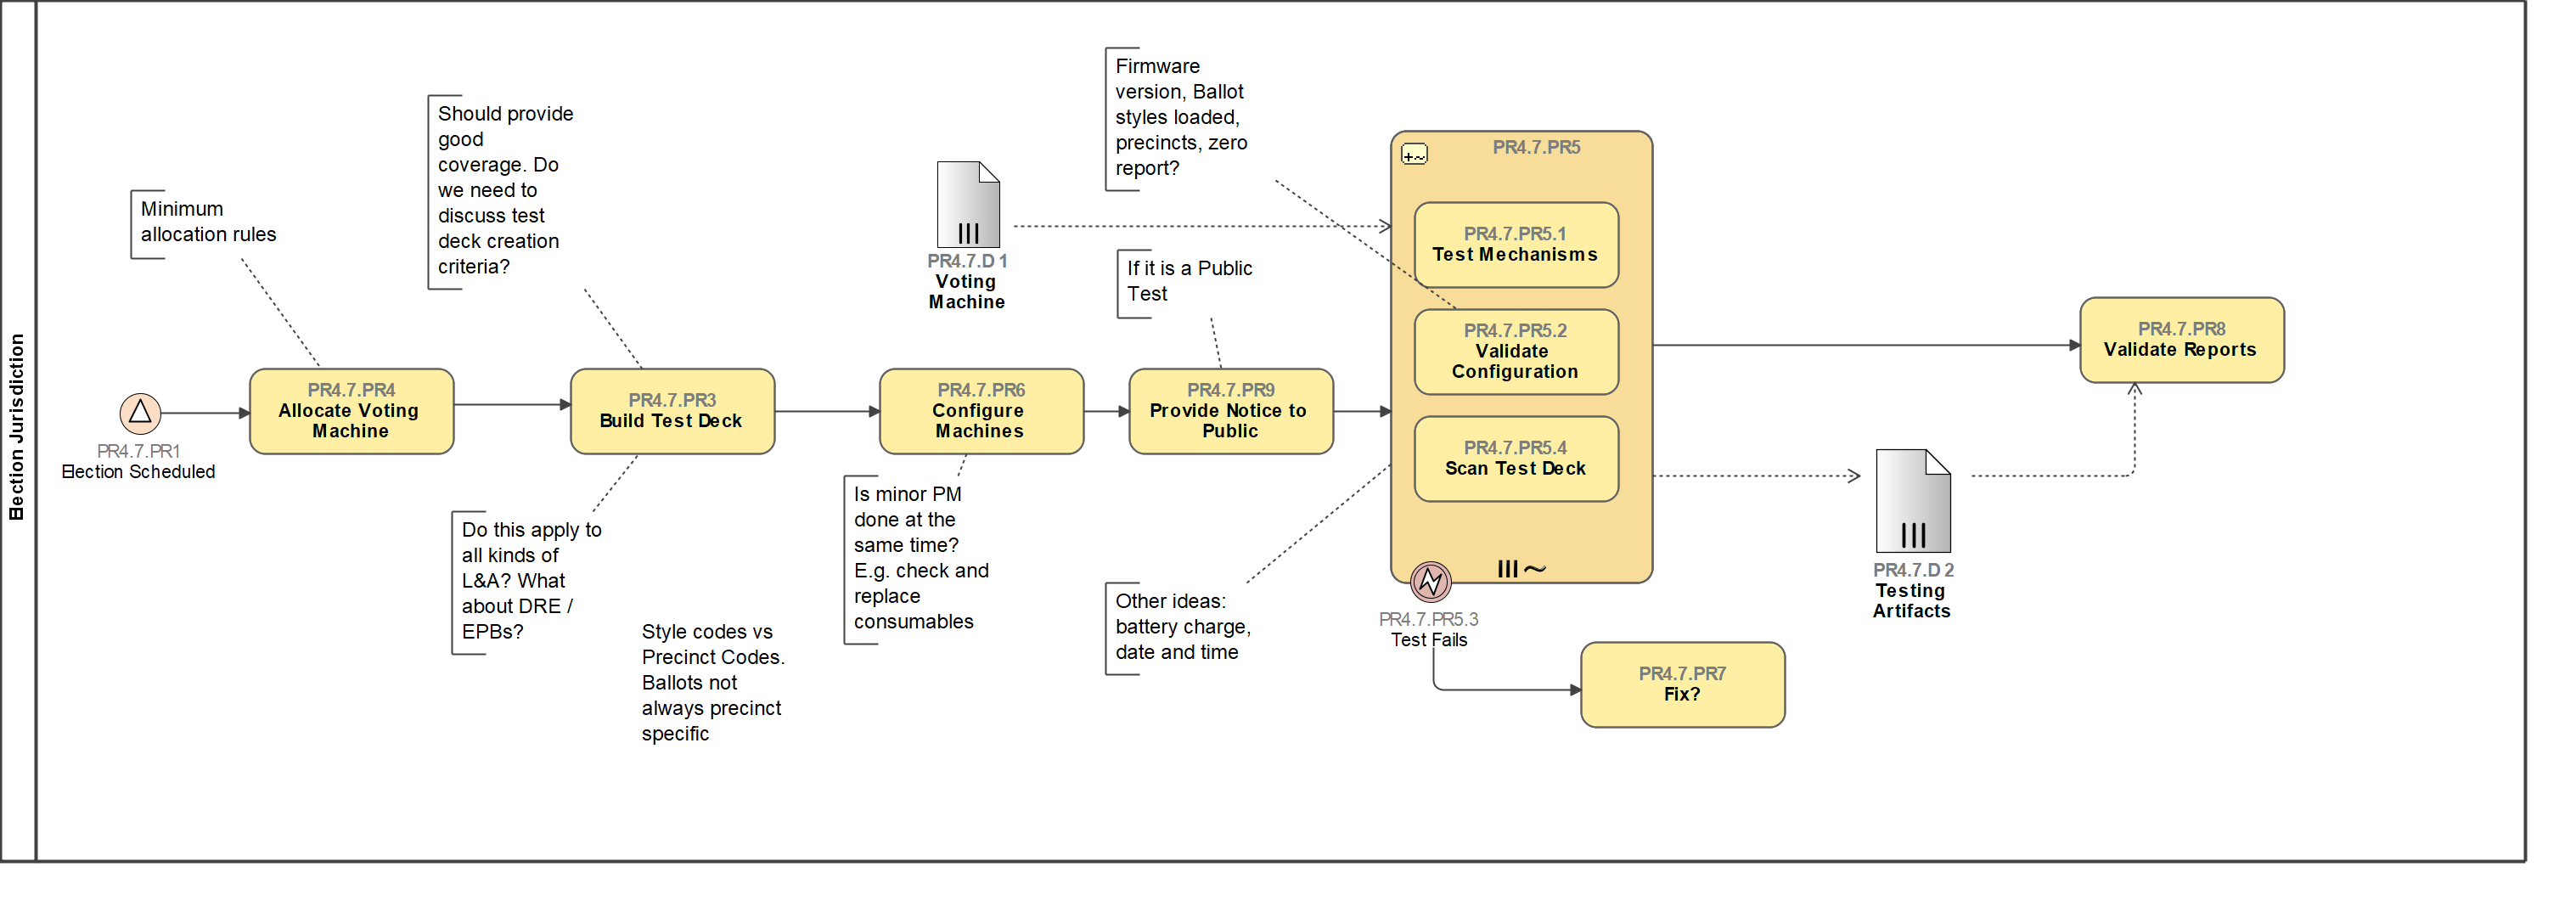 Election Jurisdiction
Minimum
allocation rules
Should provide
good
coverage. Do
we need to
discuss test
deck creation
criteria?
PR4.7.D 1
Voting
Machine
Firmware
version, Ballot
styles loaded,
precincts, zero
report?
If it is a Public
Test
PR4.7.PR1
Election Scheduled
PR4.7.PR4
Allocate Voting
Machine
PR4.7.PR3
Build Test Deck
PR4.7.PR6
Configure
Machines
PR4.7.PR9
Provide Notice to
Public
PR4.7.PR5
PR4.7.PR5.1
Test Mechanisms
PR4.7.PR5.2
Validate
Configuration
PR4.7.PR5.4
Scan Test Deck
PR4.7.PR8
Validate Reports
Do this apply to
all kinds of
L&A? What
about DRE /
EPBs?
Style codes vs
Precinct Codes.
Ballots not
always precinct
specific
Is minor PM
done at the
same time?
E.g. check and
replace
consumables
Other ideas:
battery charge,
date and time
PR4.7.PR5.3
Test Fails
PR4.7.PR7
Fix?
PR4.7.D 2
Testing
Artifacts